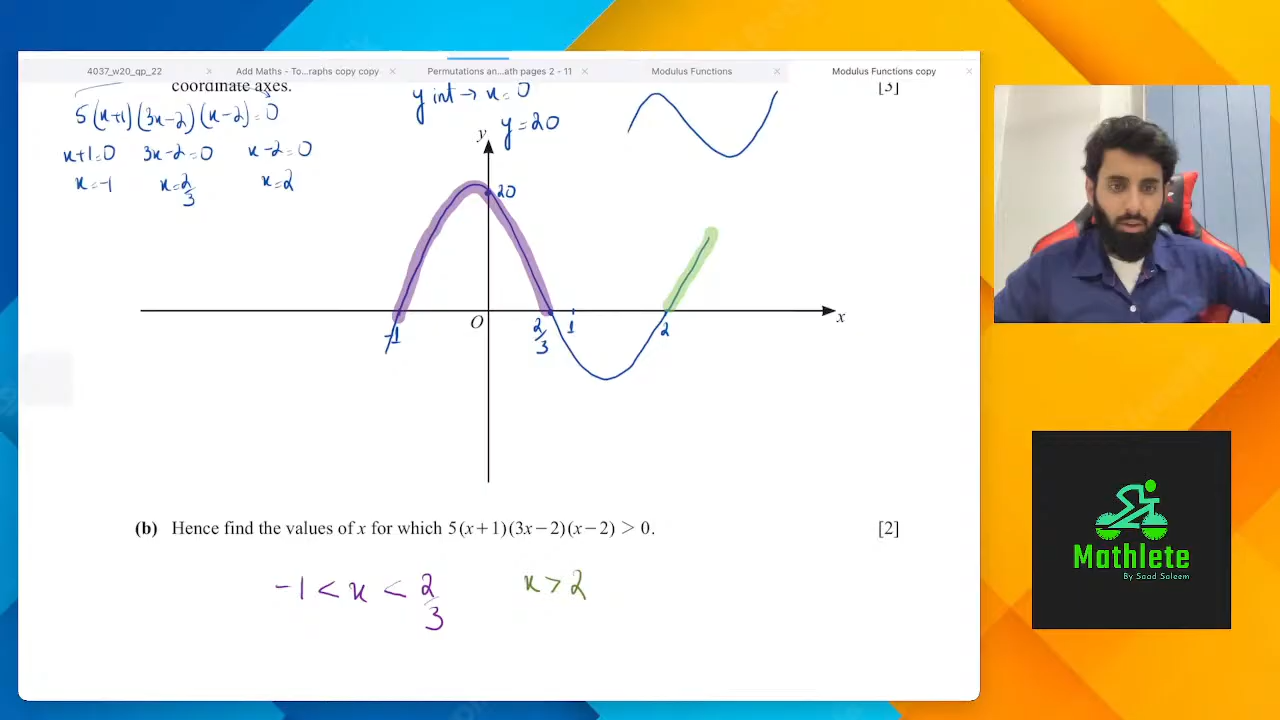 4037_w20_qp_22 × Add Maths - To...raphs copy copy × Permutations an...ath pages 2 - 11 × Modulus Functions × Modulus Functions copy ×
coordinate axes. [3]
5(x+1)(3x-2)(x-2)=0
x+1=0 3x-2=0 x-2=0
x=-1 x=2/3 x=2
y int → x=0
y=20
y
20
-1
O
2/3
1
2
x
(b) Hence find the values of x for which 5(x+1)(3x−2)(x−2) > 0. [2]
-1 < x < 2/3 x > 2
Mathlete
By Saad Saleem